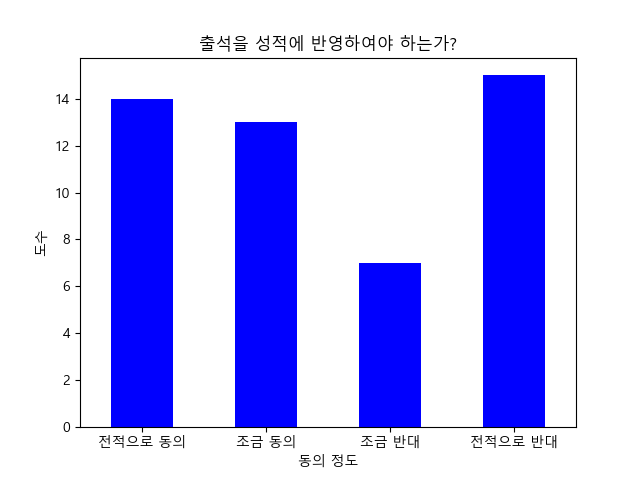 출석을 성적에 반영하여야 하는가?
도수
14
12
10
8
6
4
2
0
전적으로 동의 조금 동의 조금 반대 전적으로 반대
동의 정도